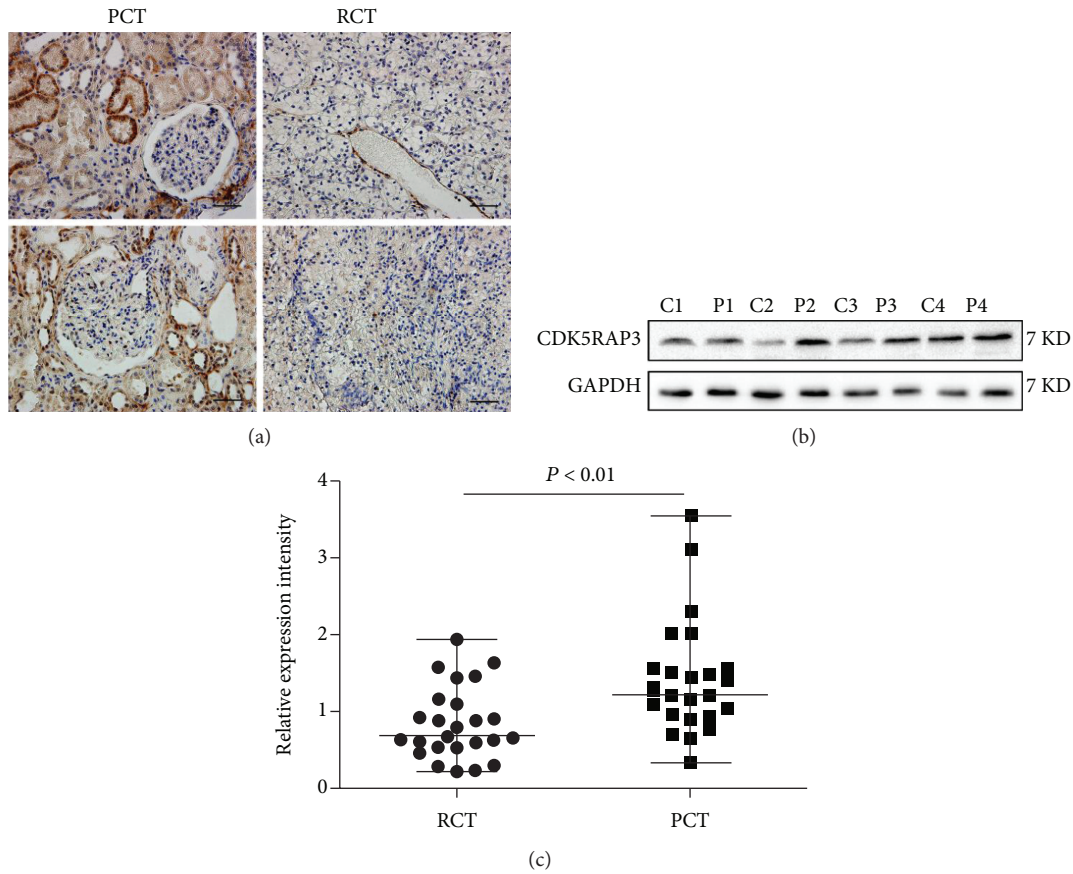 PCT RCT
(a)
C1 P1 C2 P2 C3 P3 C4 P4
CDK5RAP3 7 KD
GAPDH 7 KD
(b)
P < 0.01
4
3
2
1
0
Relative expression intensity
RCT PCT
(c)